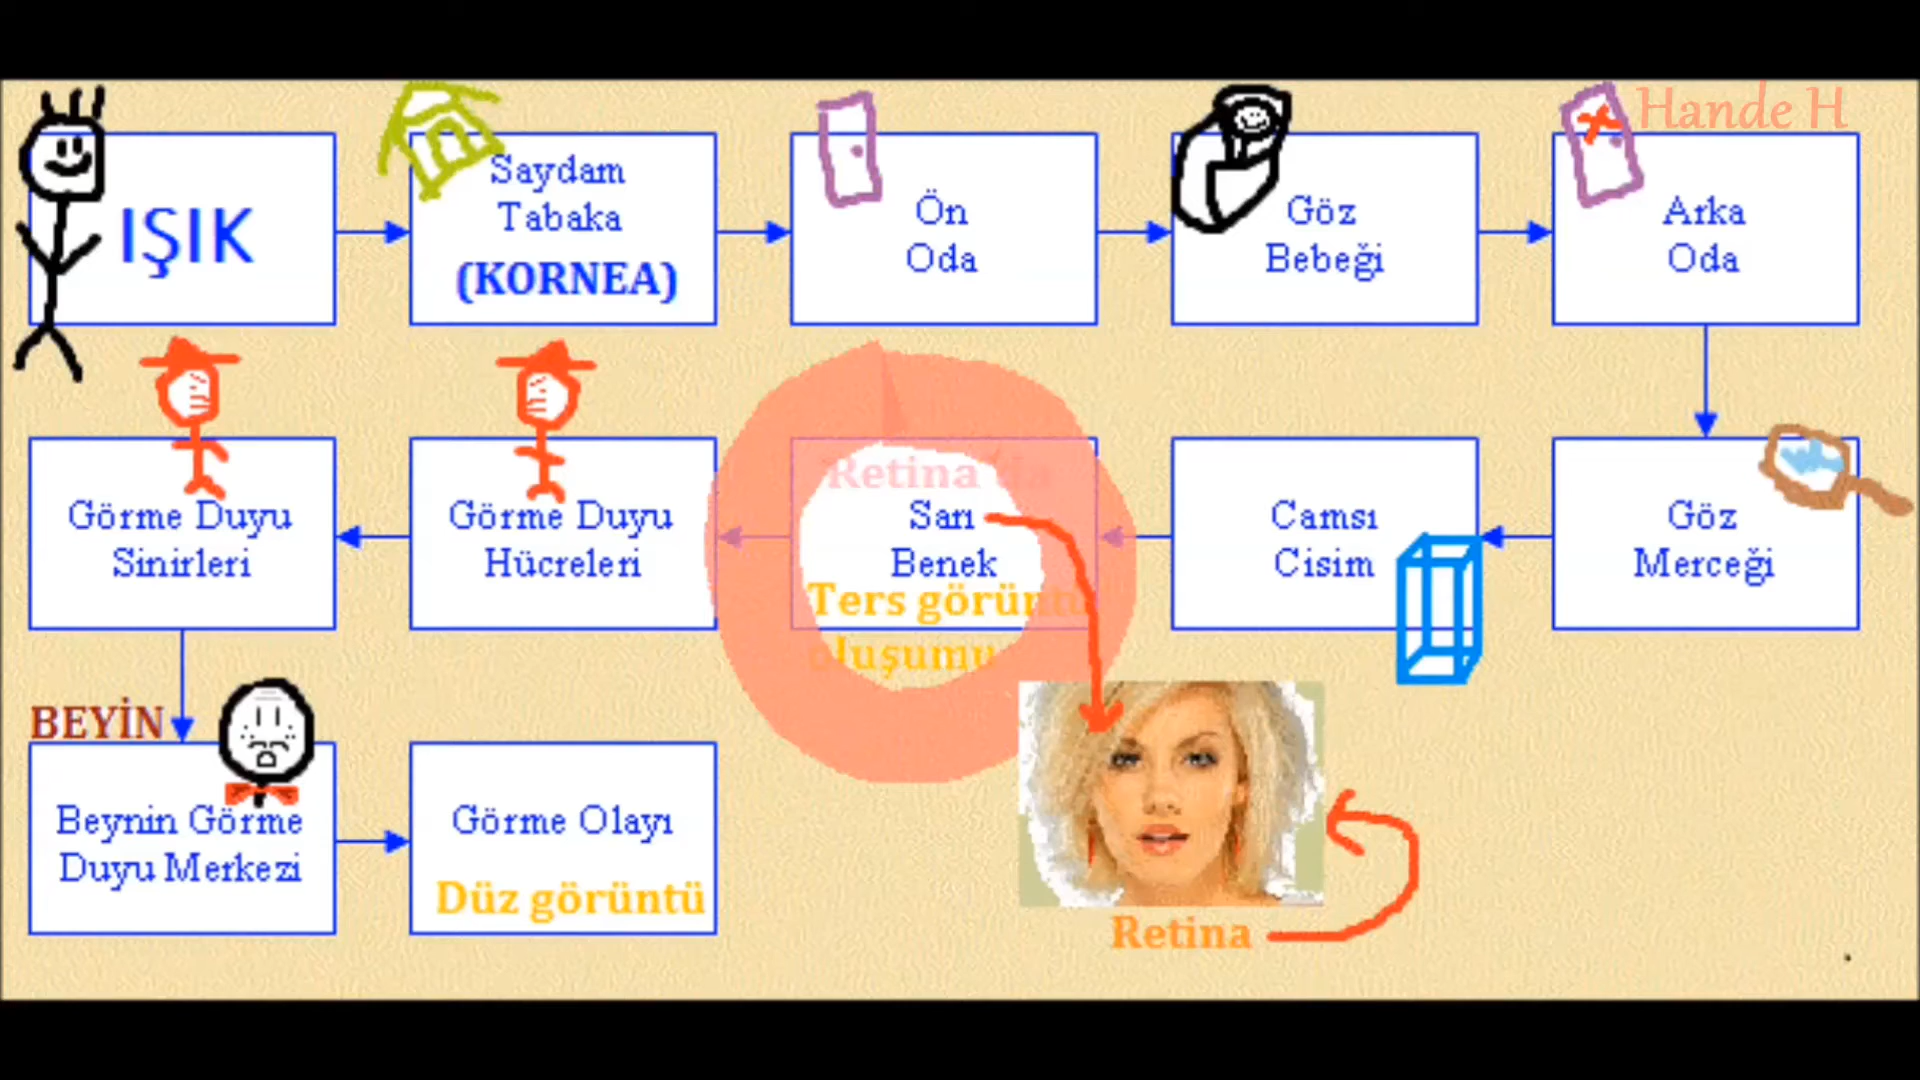 Hande H
IŞIK
Saydam
Tabaka
(KORNEA)
Ön
Oda
Göz
Bebeği
Arka
Oda
Göz
Merceği
Camsı
Cisim
Retina'da
Sarı
Benek
Ters görüntü
oluşumu
Görme Duyu
Hücreleri
Görme Duyu
Sinirleri
BEYİN
Beynin Görme
Duyu Merkezi
Görme Olayı
Düz görüntü
Retina